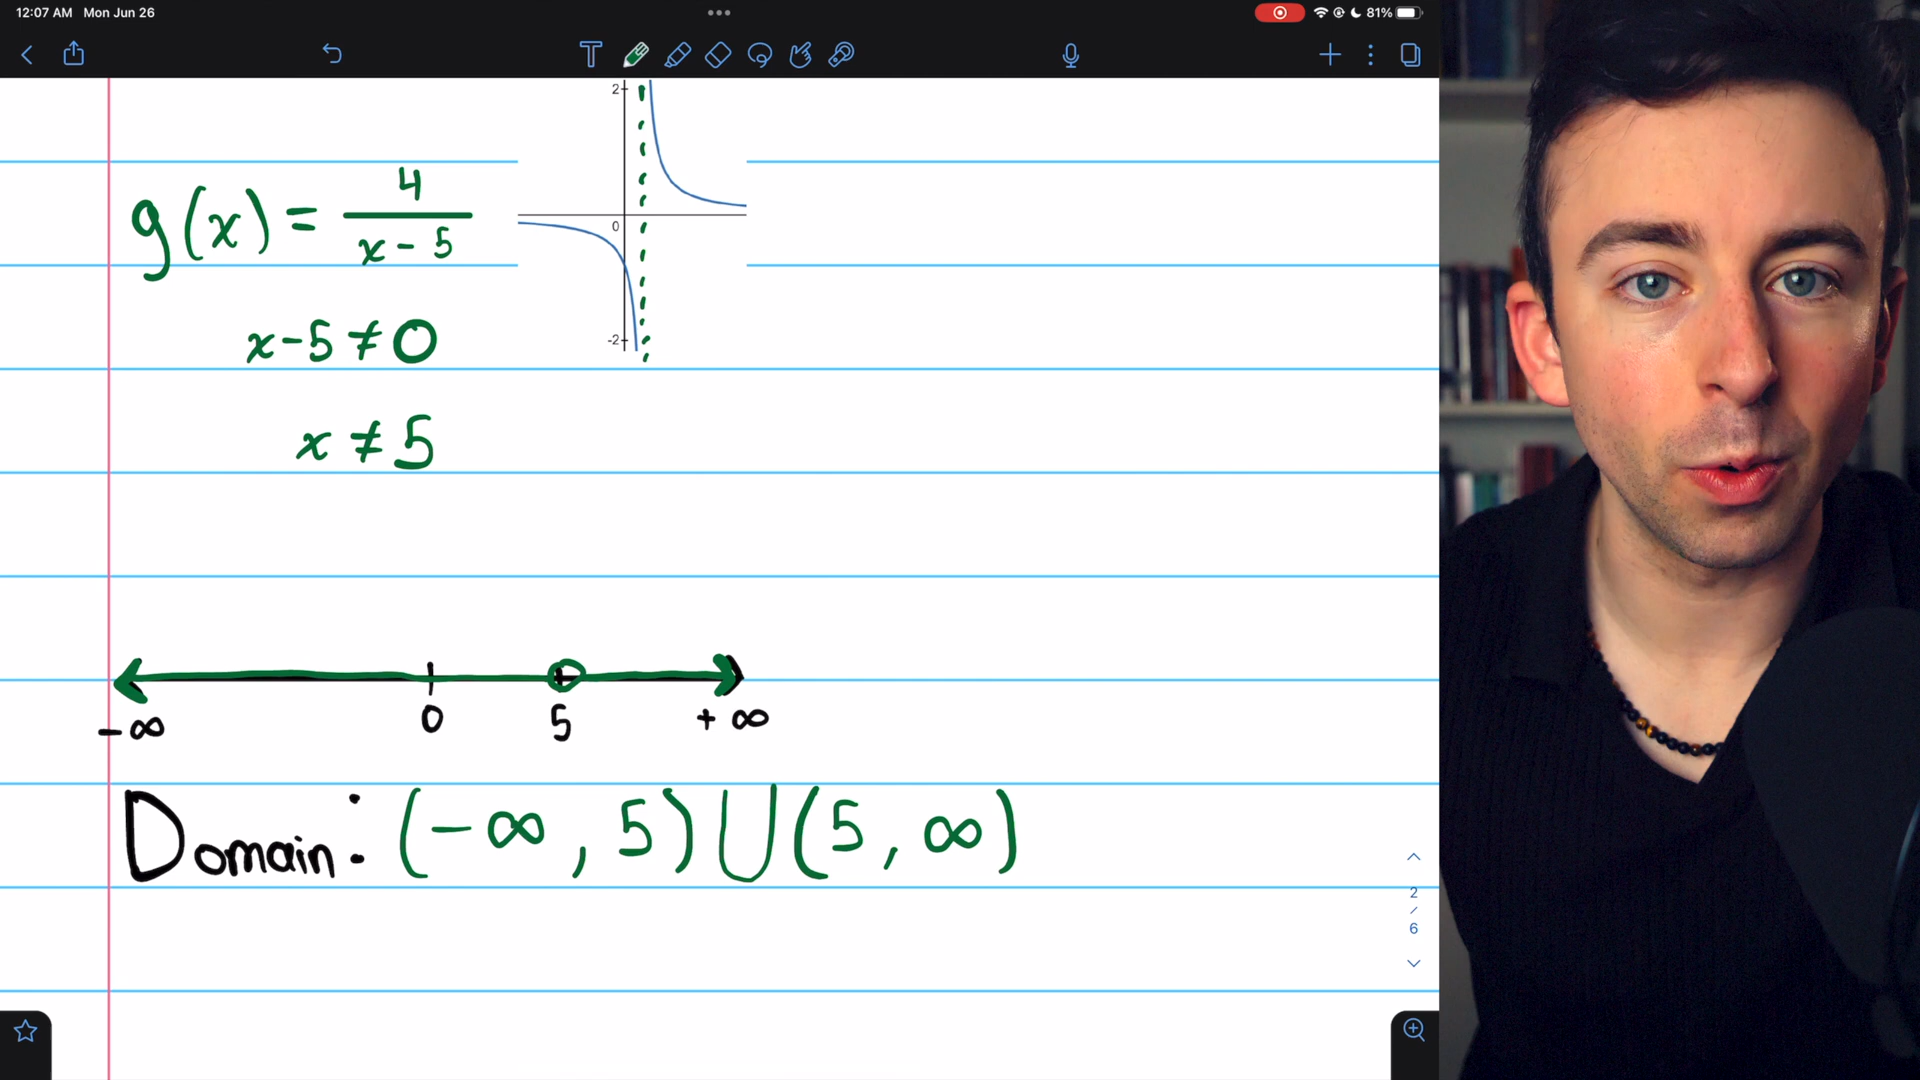 12:07 AM Mon Jun 26
81%
2
0
-2
g(x) = 4/(x - 5)
x - 5 ≠ 0
x ≠ 5
-∞ 0 5 +∞
Domain: (-∞, 5) ∪ (5, ∞)
2
/
6